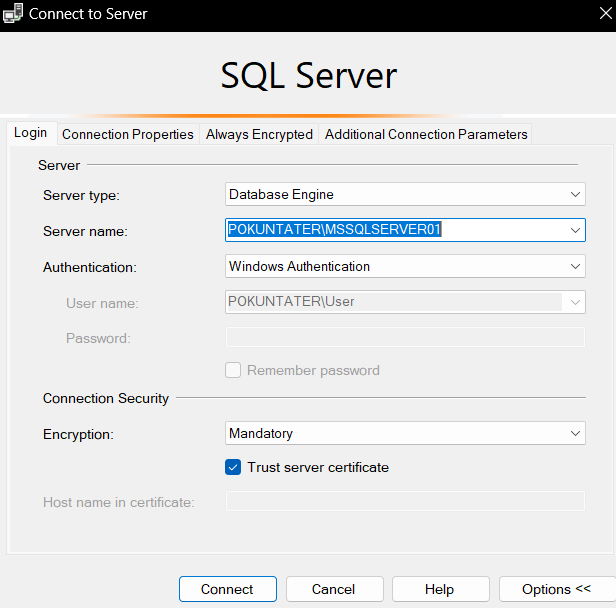 Connect to Server
SQL Server
Login Connection Properties Always Encrypted Additional Connection Parameters
Server
Server type: Database Engine
Server name: POKUNTATER\MSSQLSERVER01
Authentication: Windows Authentication
User name: POKUNTATER\User
Password:
Remember password
Connection Security
Encryption: Mandatory
Trust server certificate
Host name in certificate:
Connect Cancel Help Options <<